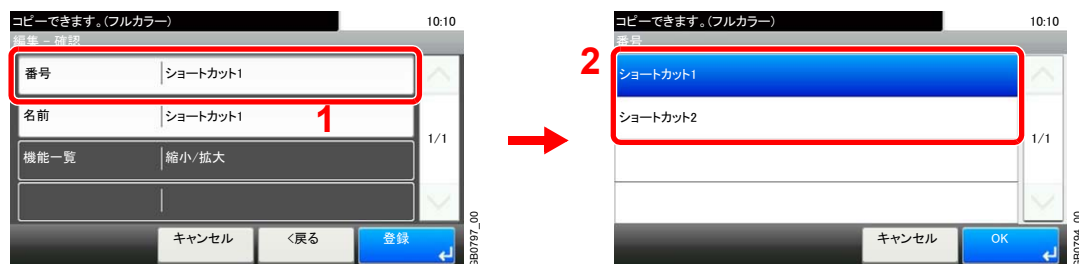 コピーできます。(フルカラー) 10:10
編集 - 確認
番号 ショートカット1
名前 ショートカット1
1
1/1
機能一覧 縮小/拡大
キャンセル <戻る 登録
GB0797_00
コピーできます。(フルカラー) 10:10
番号
2
ショートカット1
ショートカット2
1/1
キャンセル OK
GB0794_00